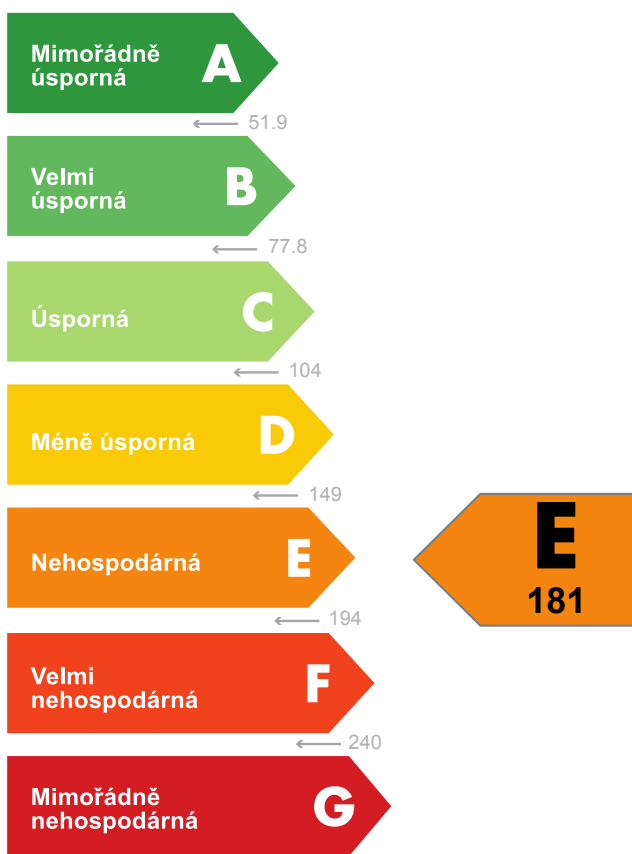 Mimořádně
úsporná
A
51.9
Velmi
úsporná
B
77.8
Úsporná
C
104
Méně úsporná
D
149
Nehospodárná
E
E
181
194
Velmi
nehospodárná
F
240
Mimořádně
nehospodárná
G